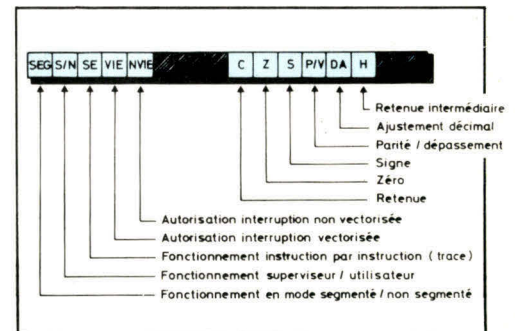 SEG S/N SE VIE NVIE C Z S P/V DA H
Retenue intermédiaire
Ajustement décimal
Parité / dépassement
Signe
Zéro
Retenue
Autorisation interruption non vectorisée
Autorisation interruption vectorisée
Fonctionnement instruction par instruction ( trace )
Fonctionnement superviseur / utilisateur
Fonctionnement en mode segmenté / non segmenté